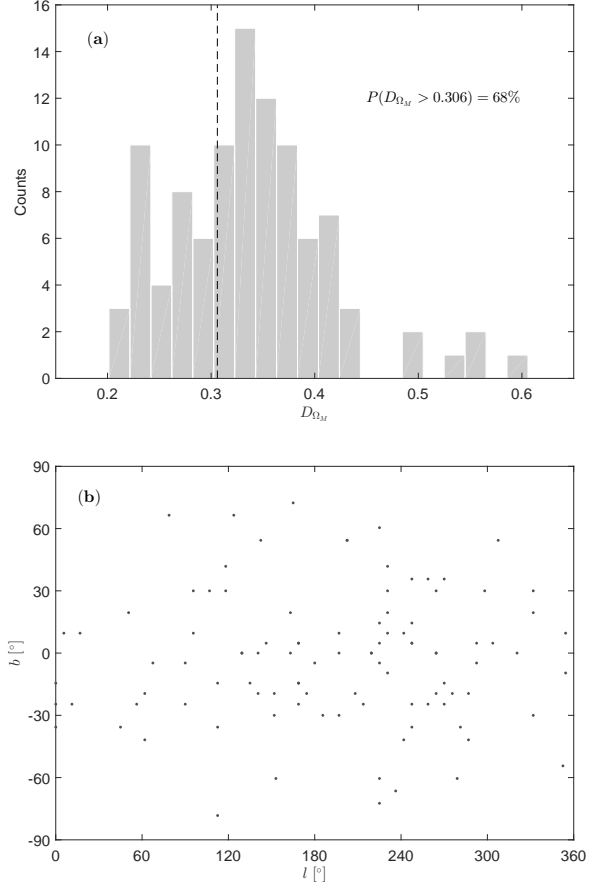 (a)
P(D_{Ω_M} > 0.306) = 68%
16
14
12
10
8
6
4
2
0
Counts
0.2 0.3 0.4 0.5 0.6
D_{Ω_M}
(b)
90
60
30
0
-30
-60
-90
b [°]
0 60 120 180 240 300 360
l [°]